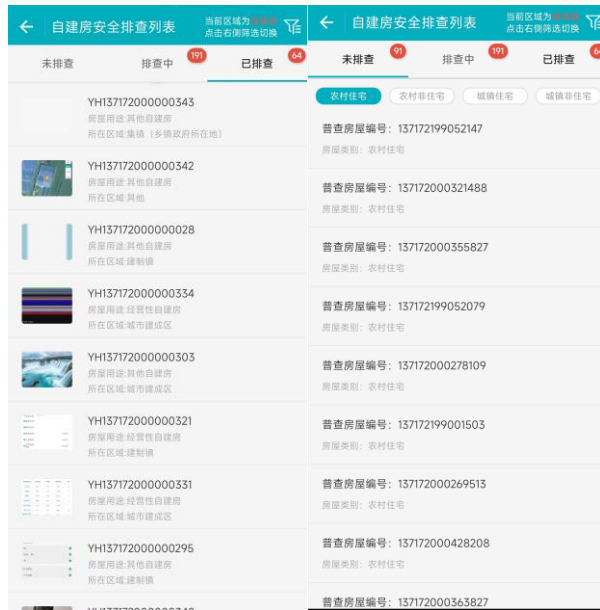 自建房安全排查列表
当前区域为
点击右侧筛选切换
未排查
排查中 191
已排查 64
YH137172000000343
房屋用途:其他自建房
所在区域:集镇（乡镇政府所在地）
YH137172000000342
房屋用途:其他自建房
所在区域:其他
YH137172000000028
房屋用途:其他自建房
所在区域:建制镇
YH137172000000334
房屋用途:经营性自建房
所在区域:城市建成区
YH137172000000303
房屋用途:其他自建房
所在区域:城市建成区
YH137172000000321
房屋用途:经营性自建房
所在区域:建制镇
YH137172000000331
房屋用途:经营性自建房
所在区域:城市建成区
YH137172000000295
房屋用途:其他自建房
所在区域:建制镇
自建房安全排查列表
当前区域为
点击右侧筛选切换
未排查 91
排查中 191
已排查
农村住宅
农村非住宅
城镇住宅
城镇非住宅
普查房屋编号：137172199052147
房屋类别：农村住宅
普查房屋编号：137172000321488
房屋类别：农村住宅
普查房屋编号：137172000355827
房屋类别：农村住宅
普查房屋编号：137172199052079
房屋类别：农村住宅
普查房屋编号：137172000278109
房屋类别：农村住宅
普查房屋编号：137172199001503
房屋类别：农村住宅
普查房屋编号：137172000269513
房屋类别：农村住宅
普查房屋编号：137172000428208
房屋类别：农村住宅
普查房屋编号：137172000363827